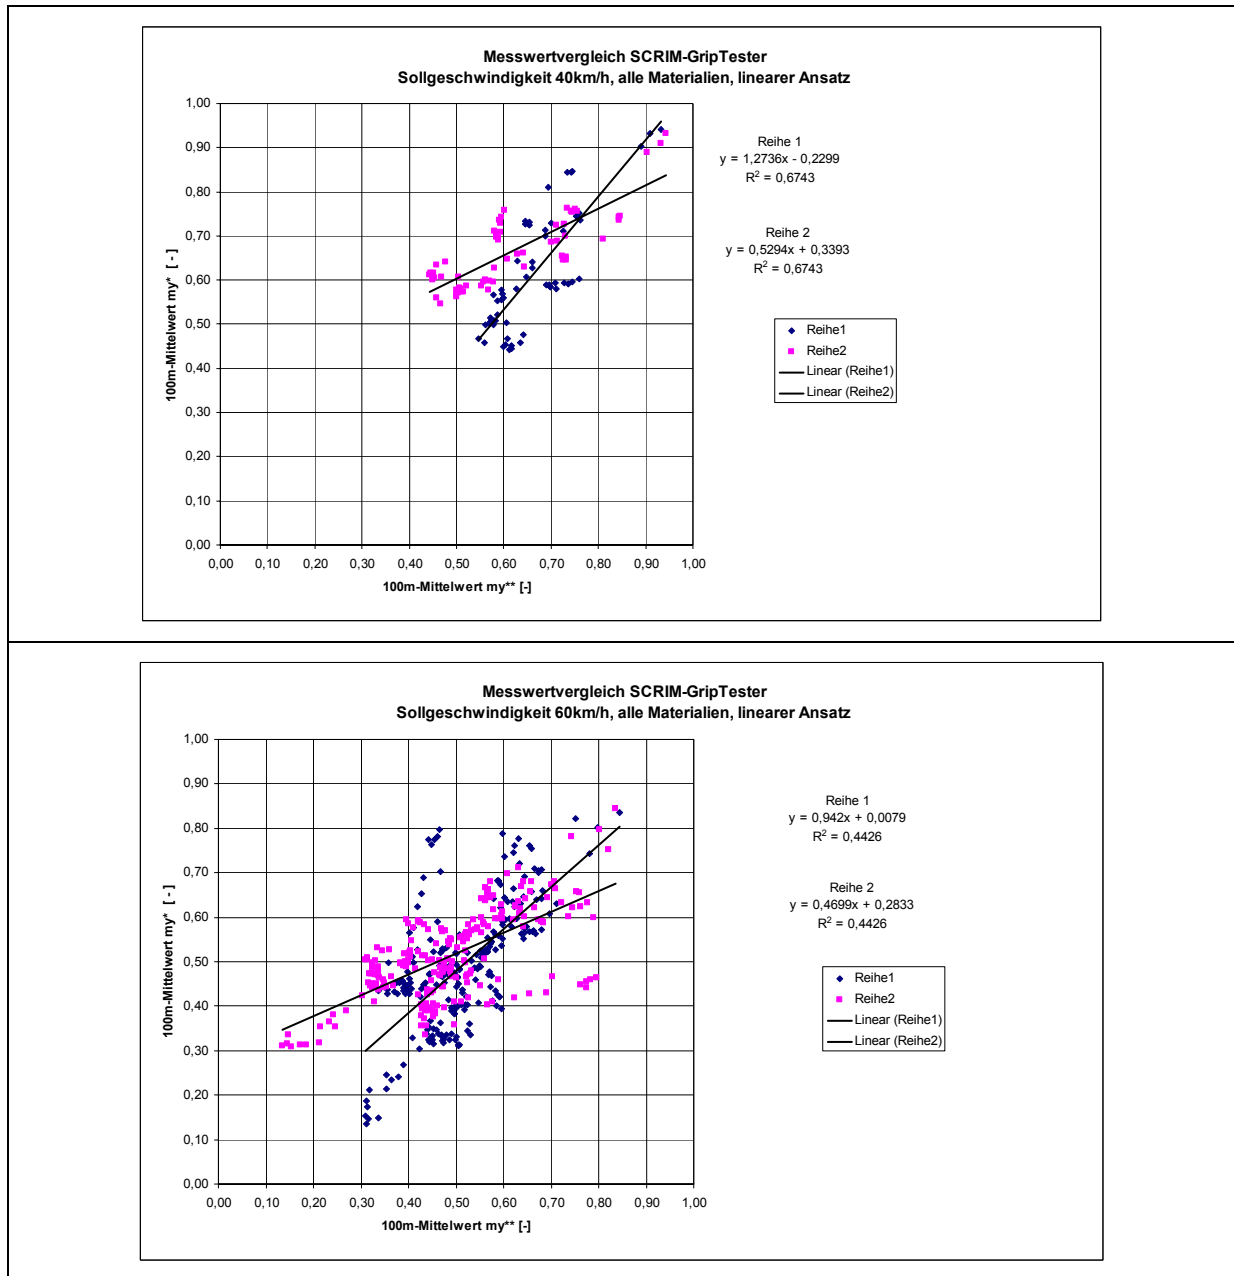 Messwertvergleich SCRIM-GripTester
Sollgeschwindigkeit 40km/h, alle Materialien, linearer Ansatz
1,00
0,90
0,80
0,70
0,60
0,50
0,40
0,30
0,20
0,10
0,00
100m-Mittelwert my* [ - ]
0,00 0,10 0,20 0,30 0,40 0,50 0,60 0,70 0,80 0,90 1,00
100m-Mittelwert my** [-]
Reihe 1
y = 1,2736x - 0,2299
R² = 0,6743
Reihe 2
y = 0,5294x + 0,3393
R² = 0,6743
Reihe1
Reihe2
Linear (Reihe1)
Linear (Reihe2)
Messwertvergleich SCRIM-GripTester
Sollgeschwindigkeit 60km/h, alle Materialien, linearer Ansatz
1,00
0,90
0,80
0,70
0,60
0,50
0,40
0,30
0,20
0,10
0,00
100m-Mittelwert my* [ - ]
0,00 0,10 0,20 0,30 0,40 0,50 0,60 0,70 0,80 0,90 1,00
100m-Mittelwert my** [-]
Reihe 1
y = 0,942x + 0,0079
R² = 0,4426
Reihe 2
y = 0,4699x + 0,2833
R² = 0,4426
Reihe1
Reihe2
Linear (Reihe1)
Linear (Reihe2)